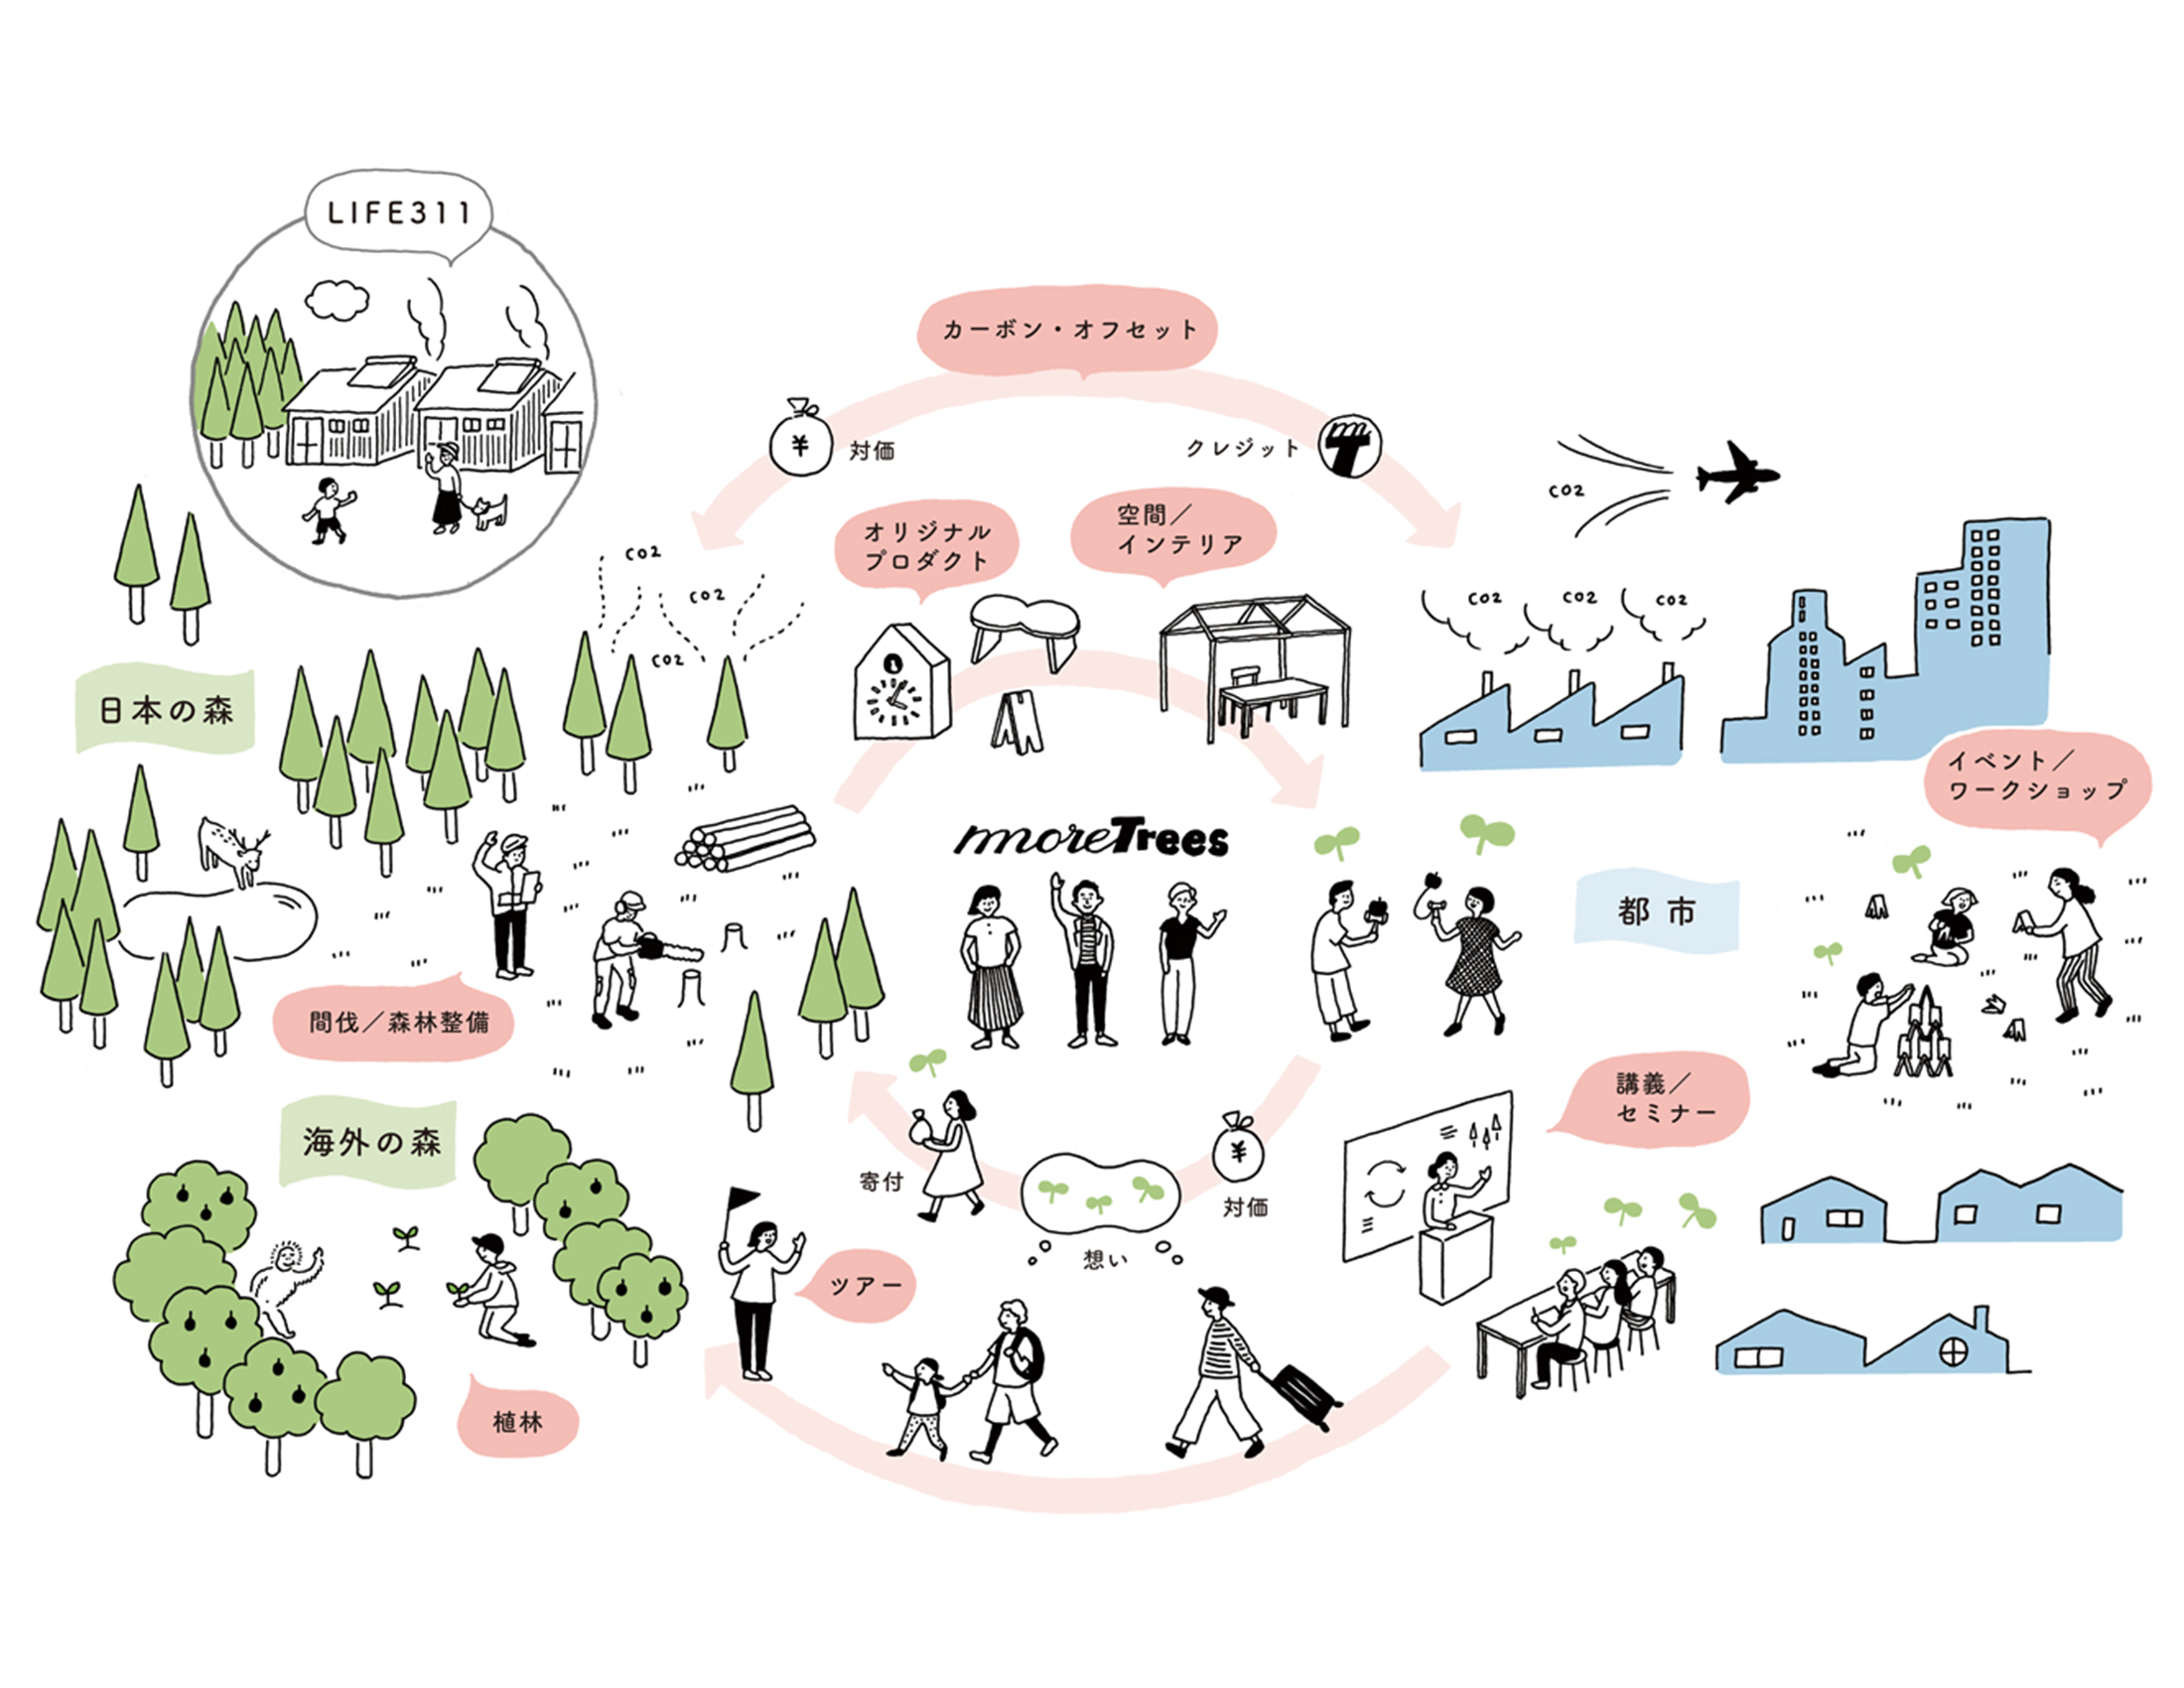 LIFE311
カーボン・オフセット
¥
対価
クレジット
T
CO2
オリジナル
プロダクト
空間／
インテリア
CO2
CO2
CO2
CO2
CO2
CO2
日本の森
イベント／
ワークショップ
moreTrees
都市
間伐／森林整備
講義／
セミナー
海外の森
寄付
¥
対価
想い
ツアー
植林